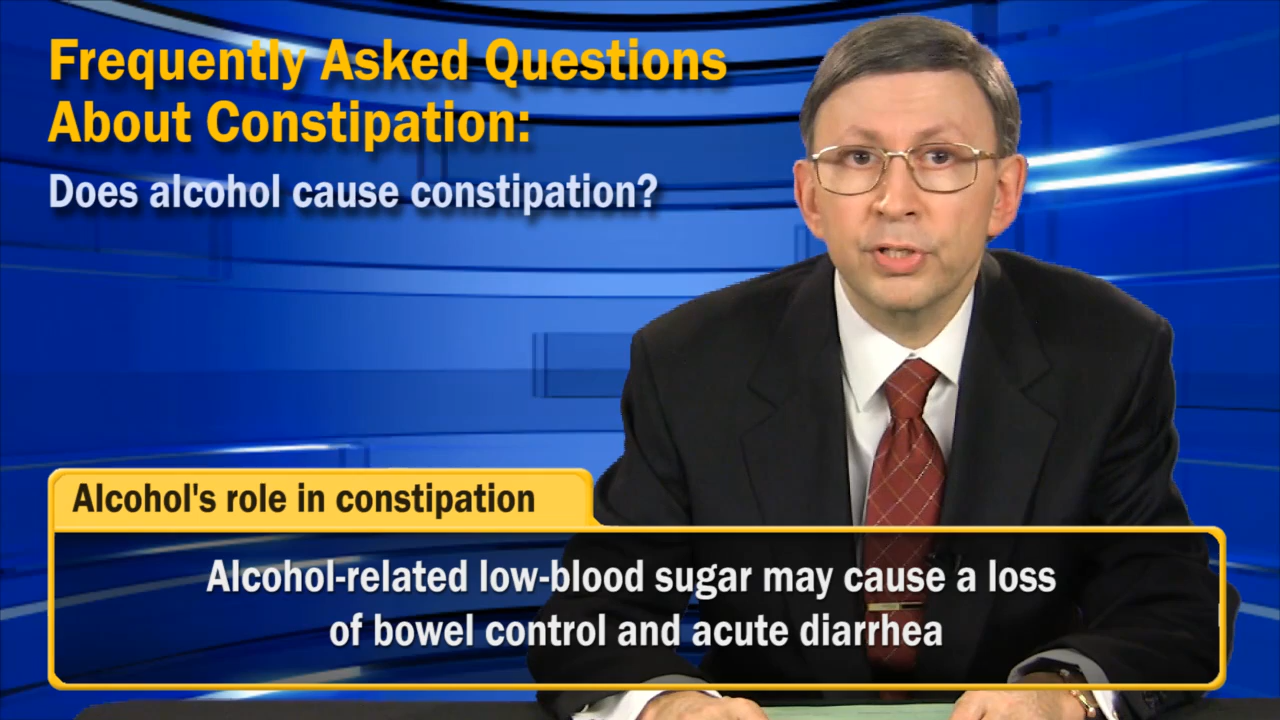 Frequently Asked Questions
About Constipation:
Does alcohol cause constipation?
Alcohol's role in constipation
Alcohol-related low-blood sugar may cause a loss
of bowel control and acute diarrhea